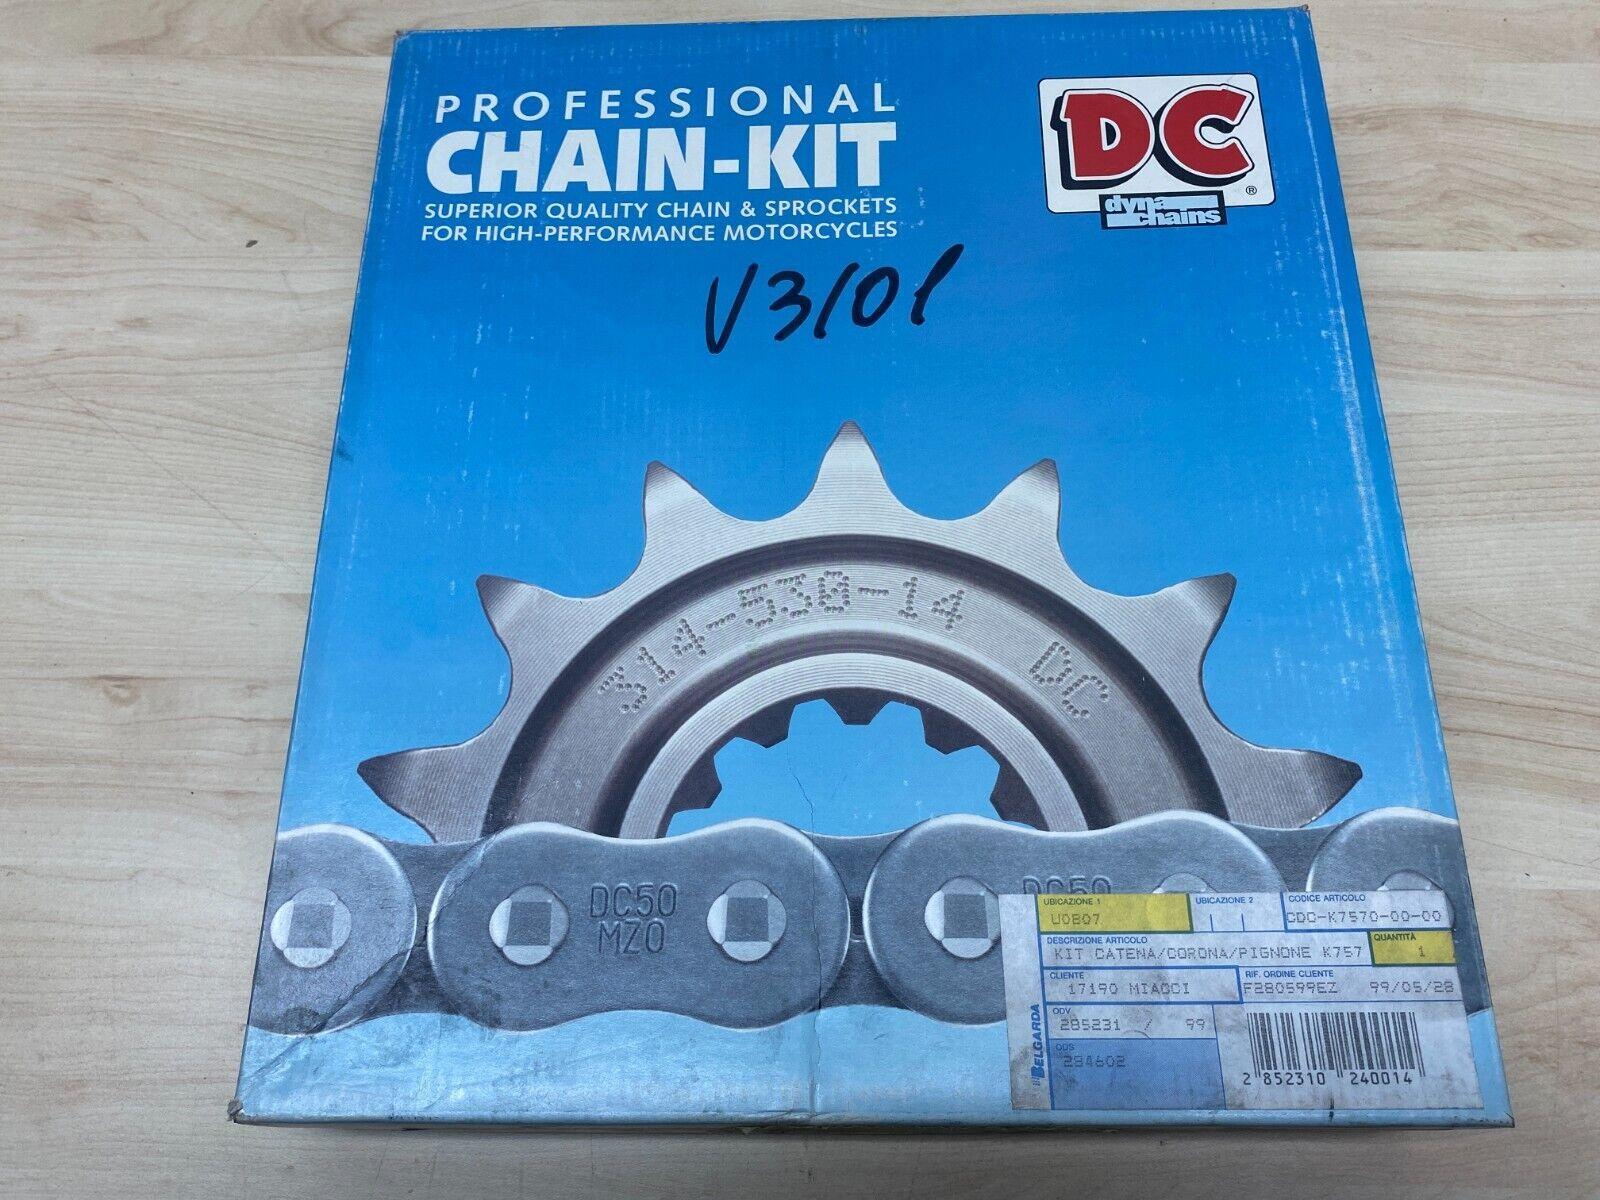 PROFESSIONAL
CHAIN-KIT
SUPERIOR QUALITY CHAIN & SPROCKETS
FOR HIGH-PERFORMANCE MOTORCYCLES
DC
®
dyna
chains
V3101
314-530-14 DC
DC50
MZO
DC50
UBICAZIONE 1
U0807
UBICAZIONE 2
CODICE ARTICOLO
CDC-K7570-00-00
DESCRIZIONE ARTICOLO
KIT CATENA/CORONA/PIGNONE K757
QUANTITÀ
1
CLIENTE
17190
RIF. ORDINE CLIENTE
F280599EZ 99/05/28
ODV
285231 / 99
ODS
284602
BELGARDA
2 852310 240014